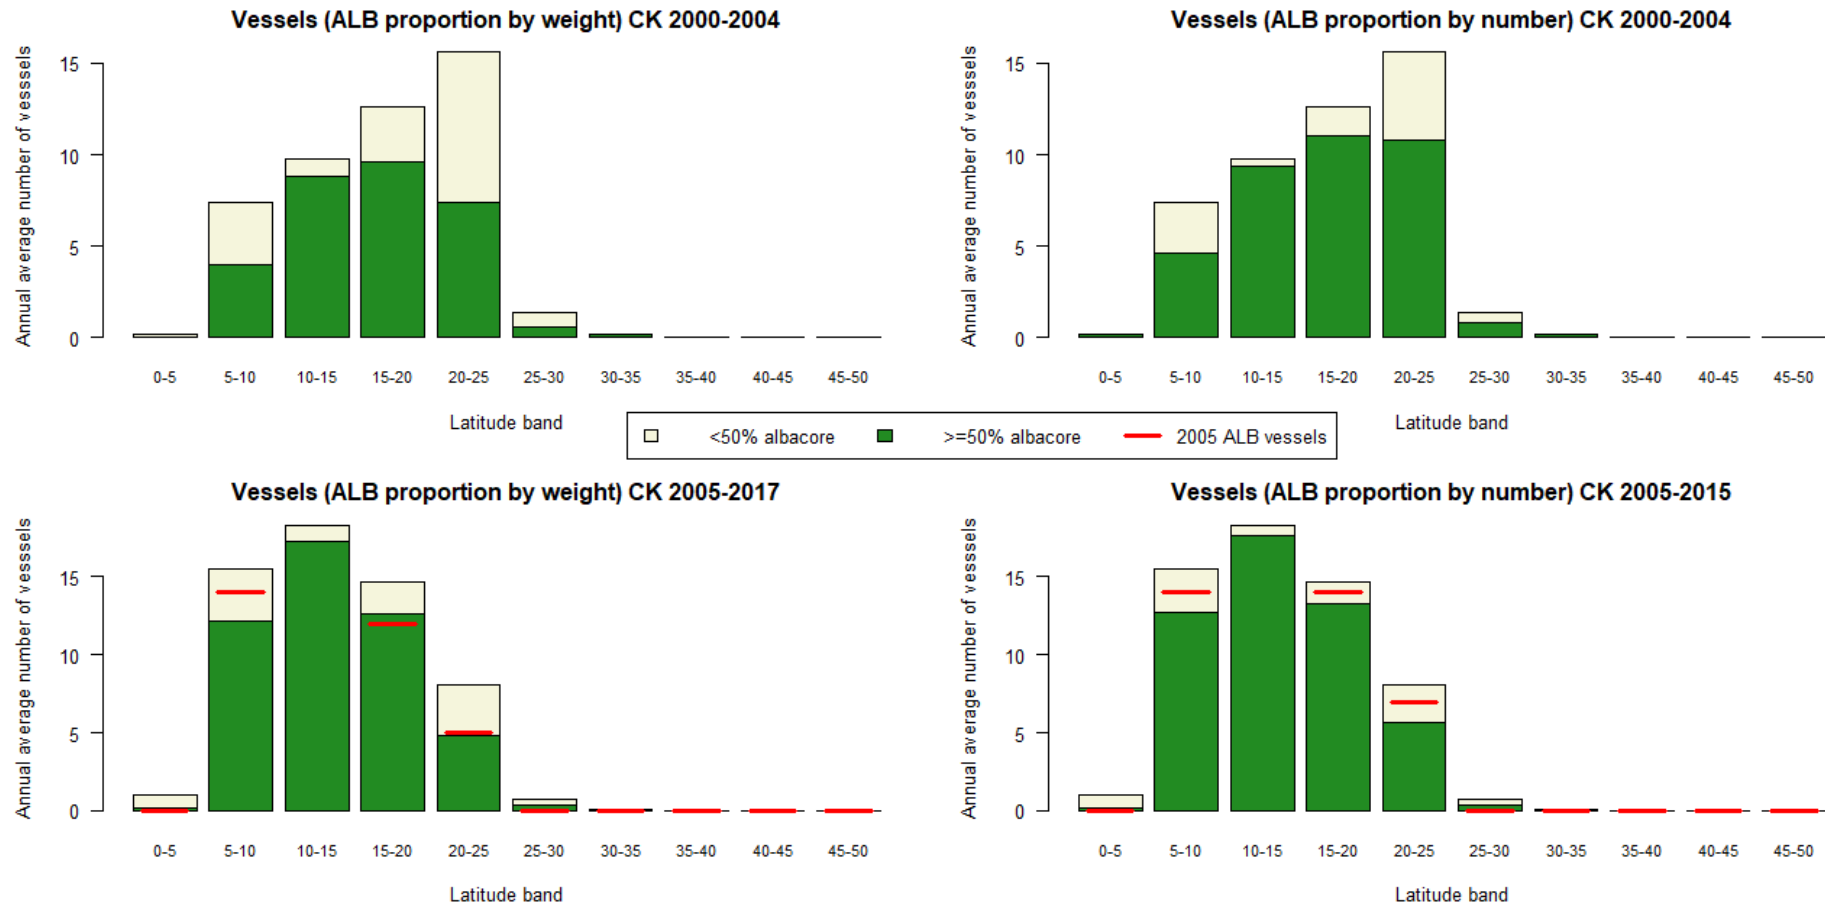 Vessels (ALB proportion by weight) CK 2000-2004
Annual average number of vesssels
15
10
5
0
0-5 5-10 10-15 15-20 20-25 25-30 30-35 35-40 40-45 45-50
Latitude band
Vessels (ALB proportion by number) CK 2000-2004
Annual average number of vesssels
15
10
5
0
0-5 5-10 10-15 15-20 20-25 25-30 30-35 35-40 40-45 45-50
Latitude band
<50% albacore >=50% albacore 2005 ALB vessels
Vessels (ALB proportion by weight) CK 2005-2017
Annual average number of vesssels
15
10
5
0
0-5 5-10 10-15 15-20 20-25 25-30 30-35 35-40 40-45 45-50
Latitude band
Vessels (ALB proportion by number) CK 2005-2015
Annual average number of vesssels
15
10
5
0
0-5 5-10 10-15 15-20 20-25 25-30 30-35 35-40 40-45 45-50
Latitude band